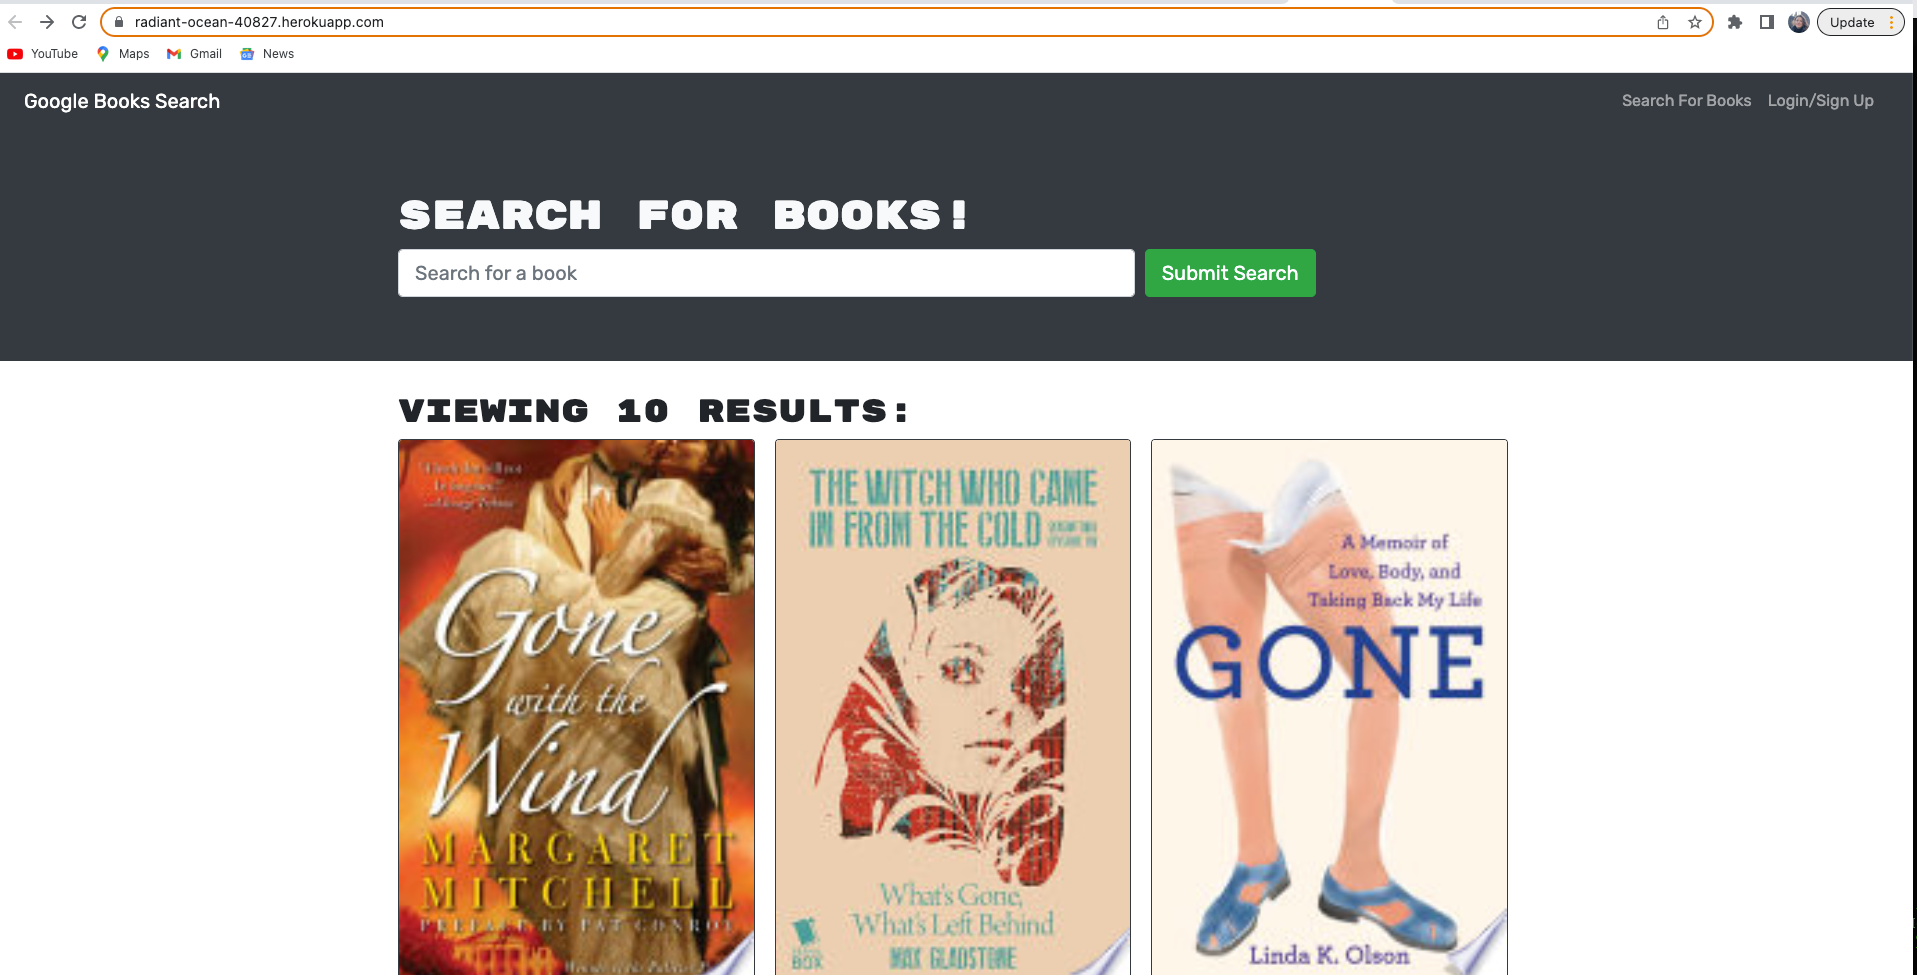 radiant-ocean-40827.herokuapp.com
Update
YouTube
Maps
Gmail
News
Google Books Search
Search For Books
Login/Sign Up
SEARCH FOR BOOKS!
Search for a book
Submit Search
VIEWING 10 RESULTS:
Gone
with the
Wind
MARGARET
MITCHELL
PREFACE BY PAT CONROY
THE WITCH WHO CAME
IN FROM THE COLD
What's Gone,
What's Left Behind
MAX GLADSTONE
BOX
A Memoir of
Love, Body, and
Taking Back My Life
GONE
Linda K. Olson